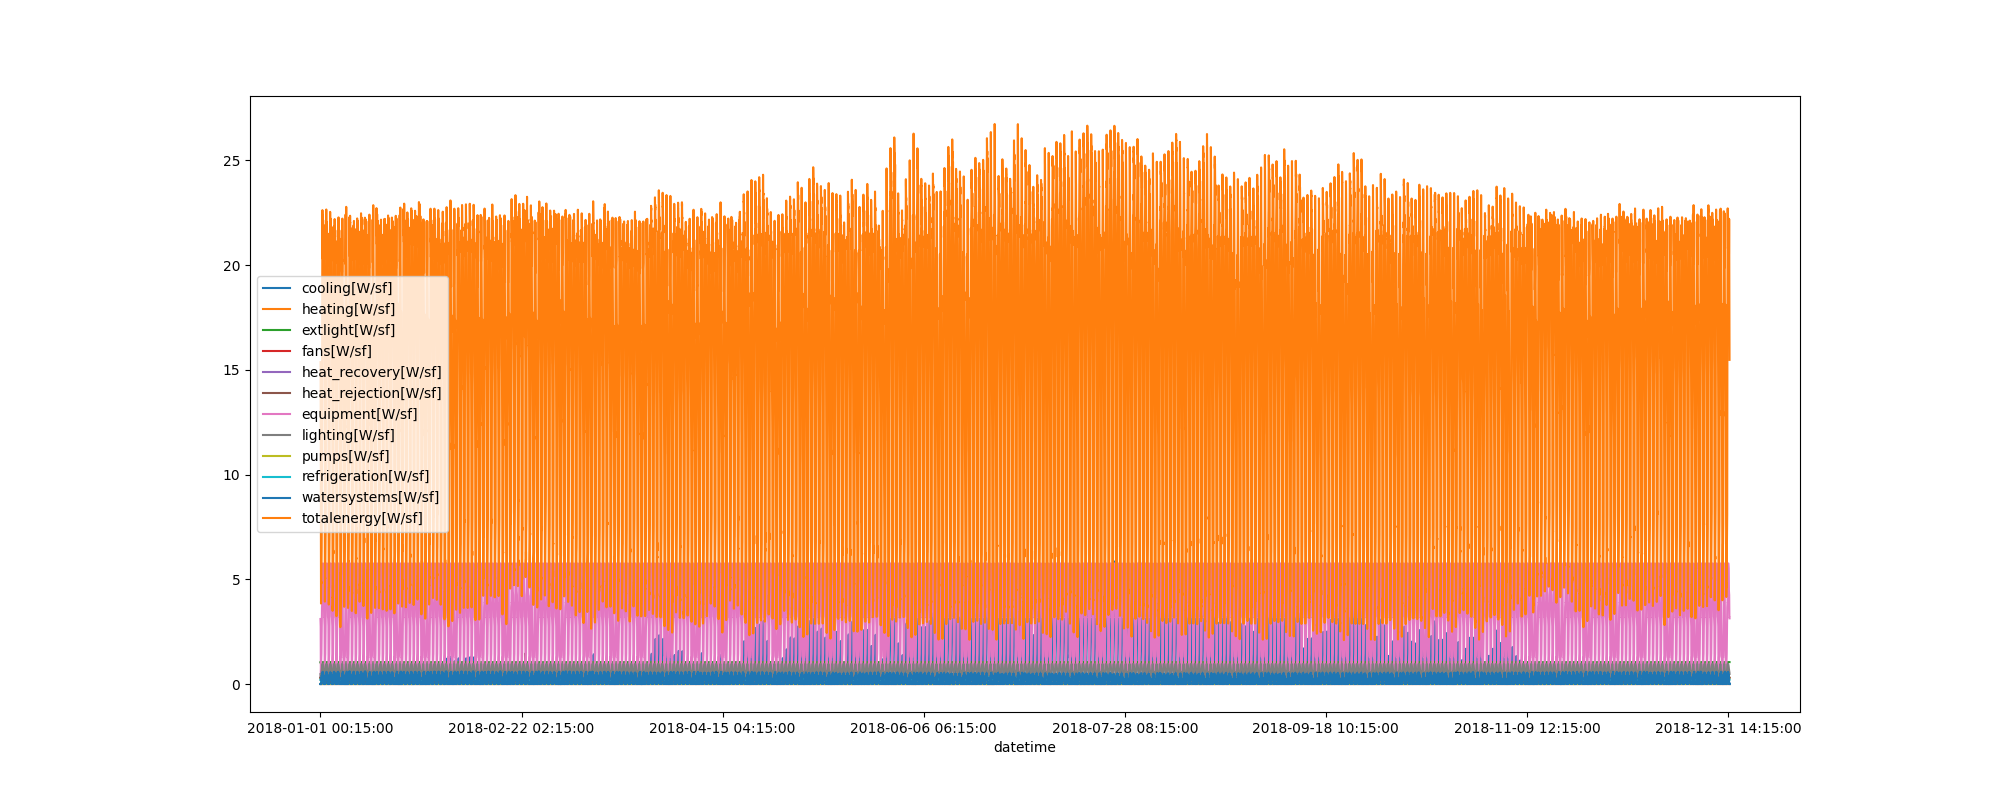 25
20
15
10
5
0
cooling[W/sf]
heating[W/sf]
extlight[W/sf]
fans[W/sf]
heat_recovery[W/sf]
heat_rejection[W/sf]
equipment[W/sf]
lighting[W/sf]
pumps[W/sf]
refrigeration[W/sf]
watersystems[W/sf]
totalenergy[W/sf]
2018-01-01 00:15:00 2018-02-22 02:15:00 2018-04-15 04:15:00 2018-06-06 06:15:00 2018-07-28 08:15:00 2018-09-18 10:15:00 2018-11-09 12:15:00 2018-12-31 14:15:00
datetime